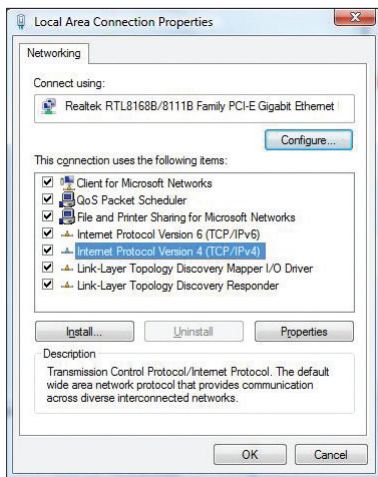 Local Area Connection Properties
Networking
Connect using:
Realtek RTL8168B/8111B Family PCI-E Gigabit Ethernet
Configure...
This connection uses the following items:
Client for Microsoft Networks
QoS Packet Scheduler
File and Printer Sharing for Microsoft Networks
Internet Protocol Version 6 (TCP/IPv6)
Internet Protocol Version 4 (TCP/IPv4)
Link-Layer Topology Discovery Mapper I/O Driver
Link-Layer Topology Discovery Responder
Install... Uninstall Properties
Description
Transmission Control Protocol/Internet Protocol. The default
wide area network protocol that provides communication
across diverse interconnected networks.
OK Cancel